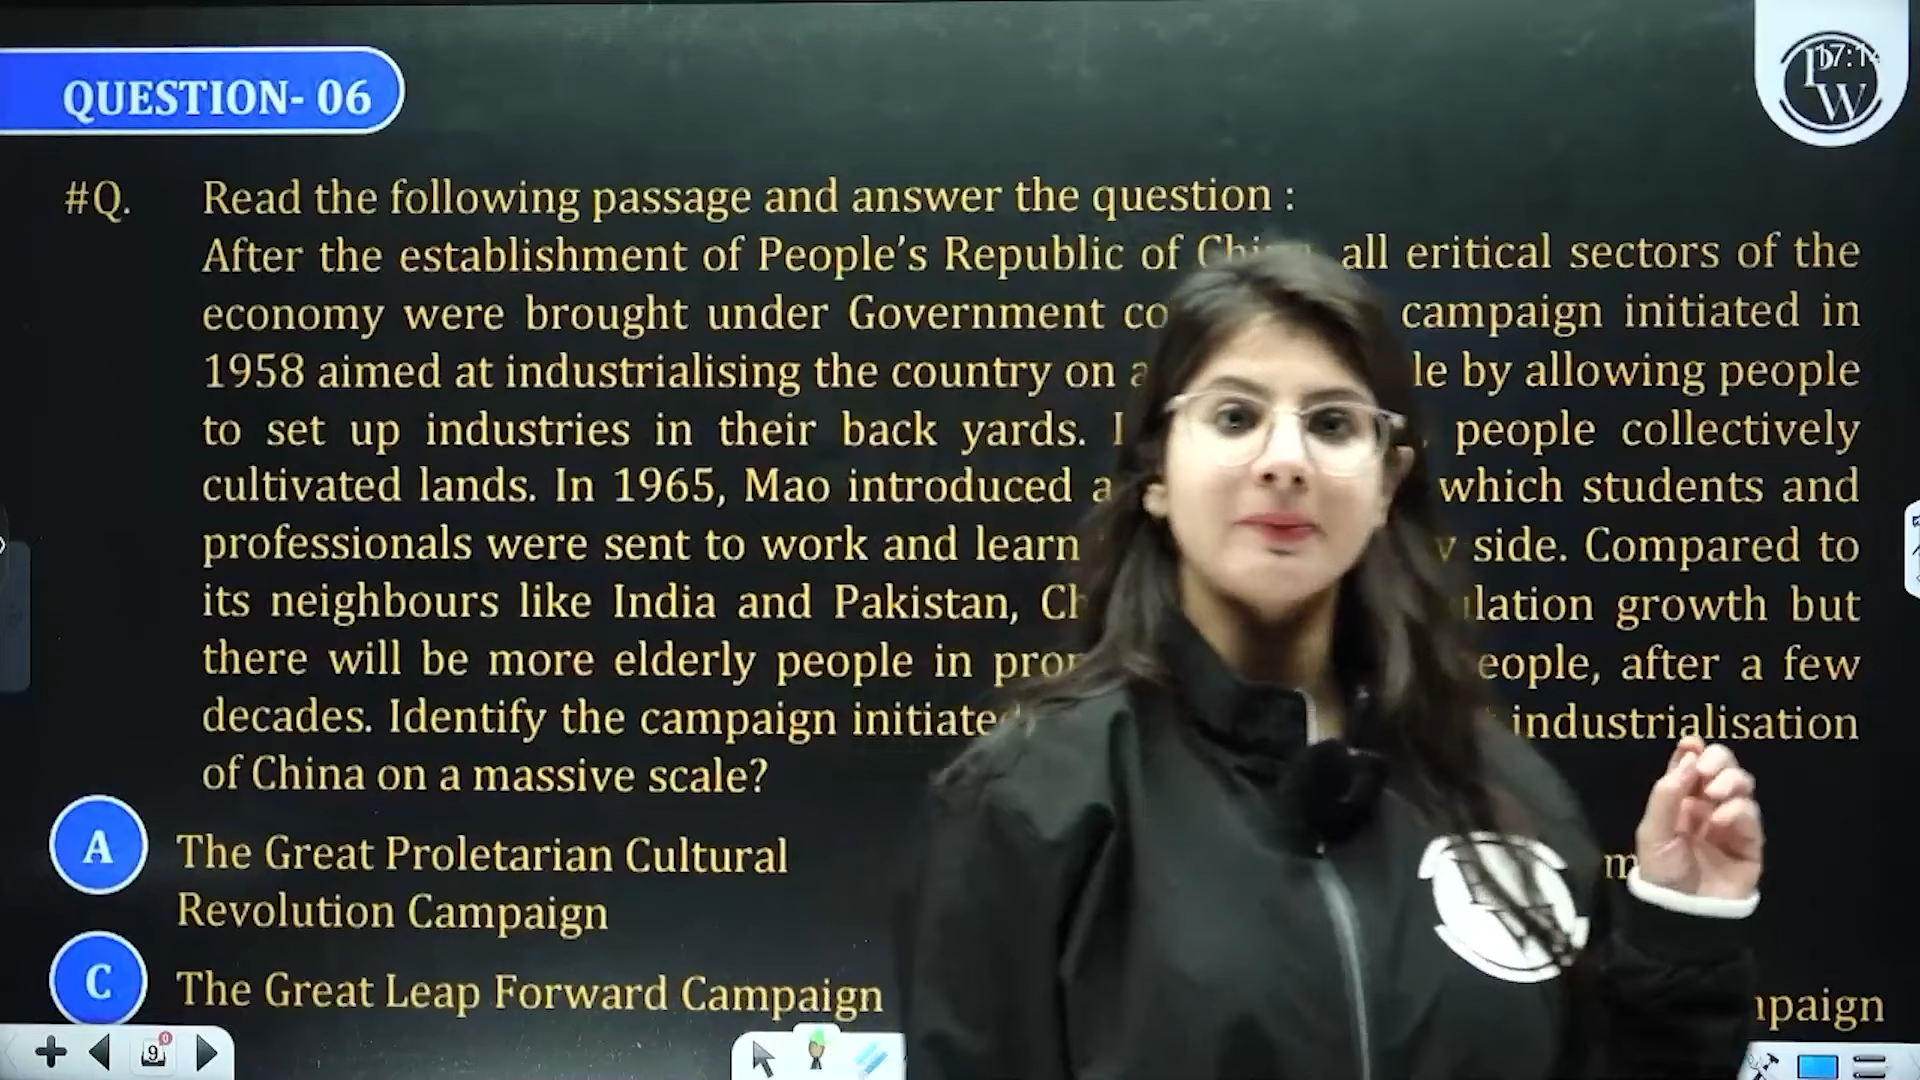 QUESTION- 06
17:1
PW
#Q. Read the following passage and answer the question :
After the establishment of People's Republic of all eritical sectors of the
economy were brought under Government campaign initiated in
1958 aimed at industrialising the country on by allowing people
to set up industries in their back yards. people collectively
cultivated lands. In 1965, Mao introduced which students and
professionals were sent to work and learn side. Compared to
its neighbours like India and Pakistan, growth but
there will be more elderly people in after a few
decades. Identify the campaign industrialisation
of China on a massive scale?
A The Great Proletarian Cultural
Revolution Campaign
C The Great Leap Forward Campaign
9
0